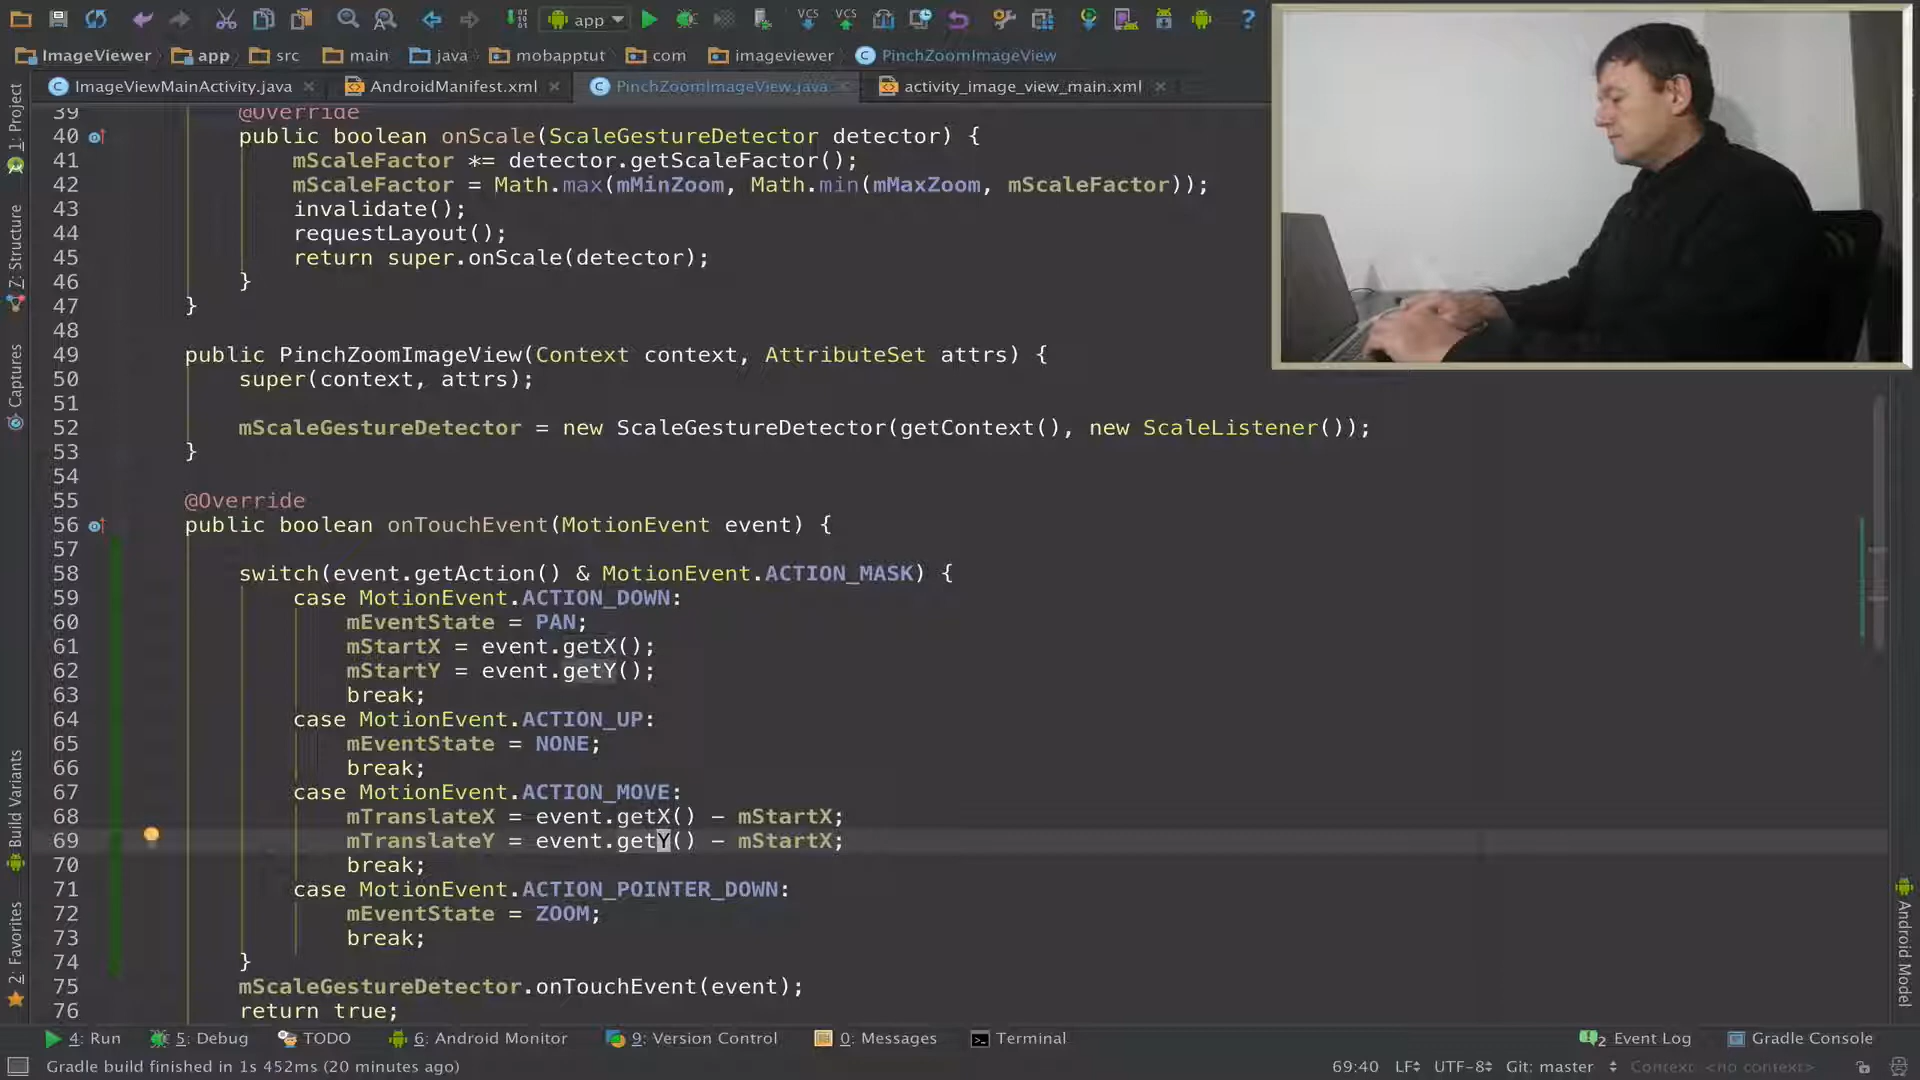 app
ImageViewer app src main java mobapptut com imageviewer PinchZoomImageView
ImageViewMainActivity.java AndroidManifest.xml PinchZoomImageView.java activity_image_view_main.xml
39 @Override
40 public boolean onScale(ScaleGestureDetector detector) {
41 mScaleFactor *= detector.getScaleFactor();
42 mScaleFactor = Math.max(mMinZoom, Math.min(mMaxZoom, mScaleFactor));
43 invalidate();
44 requestLayout();
45 return super.onScale(detector);
46 }
47 }
48
49 public PinchZoomImageView(Context context, AttributeSet attrs) {
50 super(context, attrs);
51
52 mScaleGestureDetector = new ScaleGestureDetector(getContext(), new ScaleListener());
53 }
54
55 @Override
56 public boolean onTouchEvent(MotionEvent event) {
57
58 switch(event.getAction() & MotionEvent.ACTION_MASK) {
59 case MotionEvent.ACTION_DOWN:
60 mEventState = PAN;
61 mStartX = event.getX();
62 mStartY = event.getY();
63 break;
64 case MotionEvent.ACTION_UP:
65 mEventState = NONE;
66 break;
67 case MotionEvent.ACTION_MOVE:
68 mTranslateX = event.getX() - mStartX;
69 mTranslateY = event.getY() - mStartX;
70 break;
71 case MotionEvent.ACTION_POINTER_DOWN:
72 mEventState = ZOOM;
73 break;
74 }
75 mScaleGestureDetector.onTouchEvent(event);
76 return true;
1: Project
7: Structure
Captures
Build Variants
2: Favorites
Android Model
4: Run 5: Debug TODO 6: Android Monitor 9: Version Control 0: Messages Terminal 2 Event Log Gradle Console
Gradle build finished in 1s 452ms (20 minutes ago) 69:40 LF UTF-8 Git: master Context: <no context>